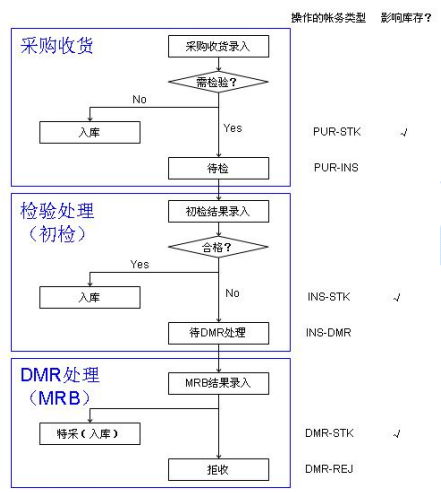 操作的帐务类型 影响库存?
采购收货
采购收货录入
需检验?
No
入库
Yes
PUR-STK √
待检
PUR-INS
检验处理
(初检)
初检结果录入
合格?
Yes
入库
No
INS-STK √
待DMR处理
INS-DMR
DMR处理
(MRB)
MRB结果录入
特采(入库)
DMR-STK √
拒收
DMR-REJ